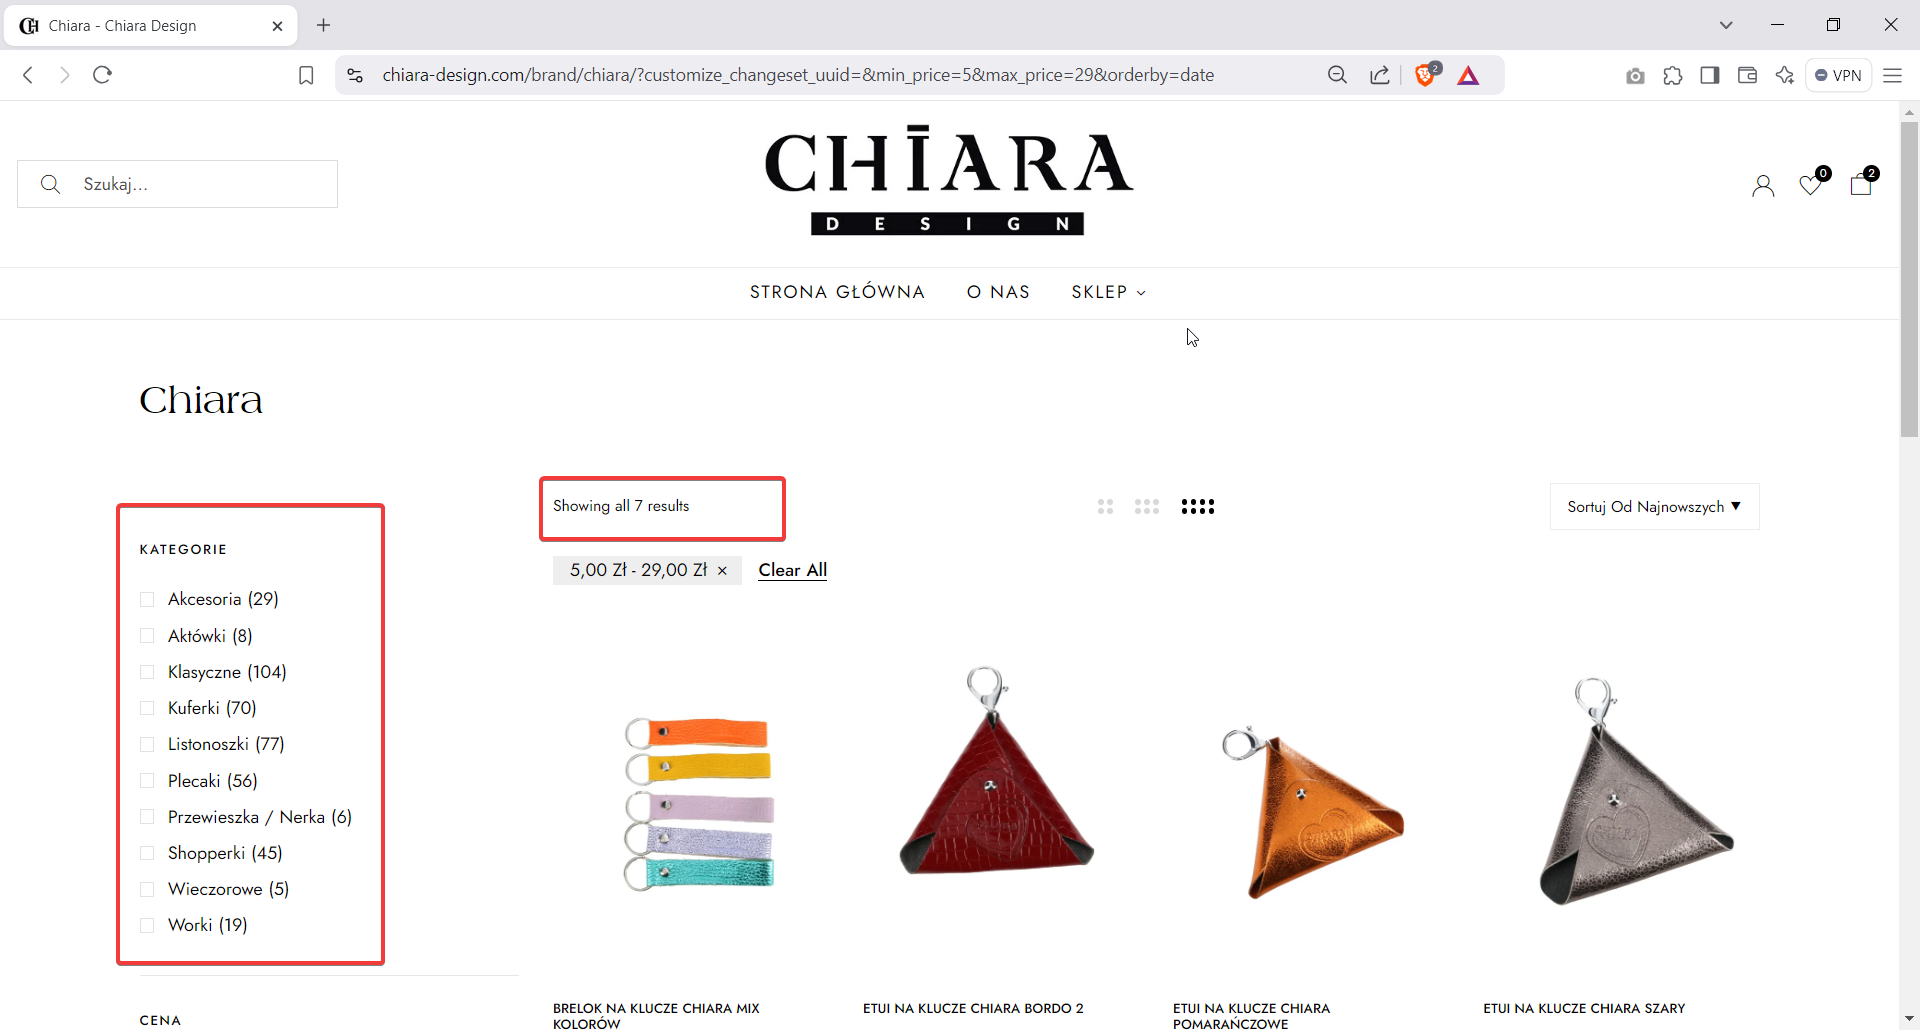 Chiara - Chiara Design
chiara-design.com/brand/chiara/?customize_changeset_uuid=&min_price=5&max_price=29&orderby=date
2
VPN
Szukaj...
CHIARA
DESIGN
0
2
STRONA GŁÓWNA
O NAS
SKLEP
Chiara
Showing all 7 results
Sortuj Od Najnowszych ▼
5,00 Zł - 29,00 Zł ×
Clear All
KATEGORIE
Akcesoria (29)
Aktówki (8)
Klasyczne (104)
Kuferki (70)
Listonoszki (77)
Plecaki (56)
Przewieszka / Nerka (6)
Shopperki (45)
Wieczorowe (5)
Worki (19)
CENA
BRELOK NA KLUCZE CHIARA MIX
KOLORÓW
ETUI NA KLUCZE CHIARA BORDO 2
ETUI NA KLUCZE CHIARA
POMARAŃCZOWE
ETUI NA KLUCZE CHIARA SZARY